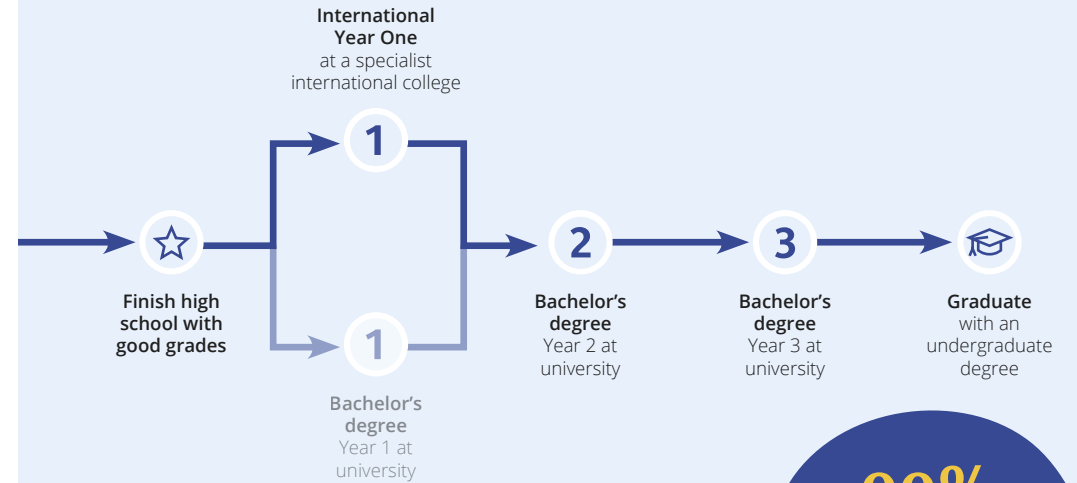 International
Year One
at a specialist
international college
1
Finish high
school with
good grades
1
Bachelor's
degree
Year 1 at
university
2
Bachelor's
degree
Year 2 at
university
3
Bachelor's
degree
Year 3 at
university
Graduate
with an
undergraduate
degree